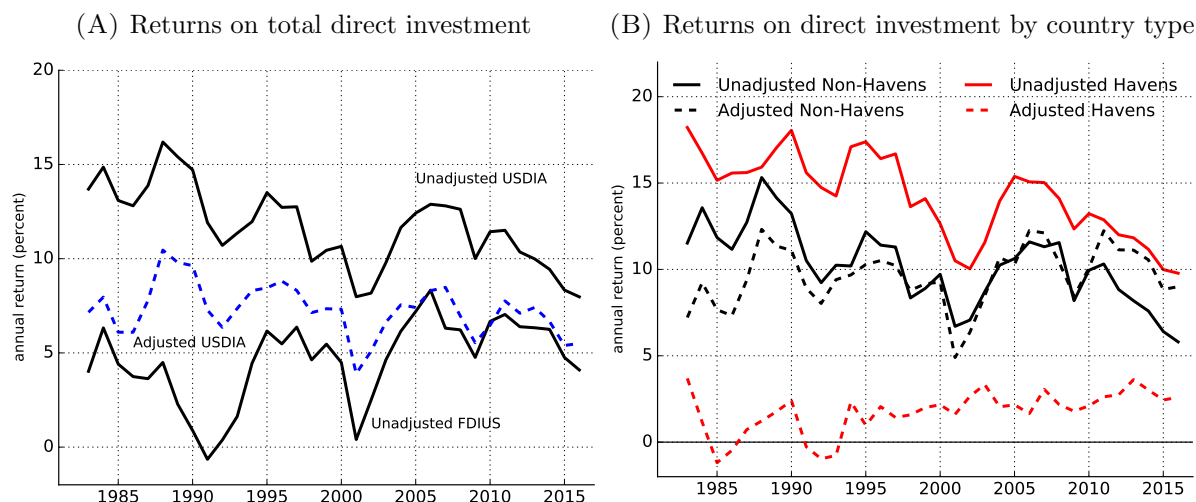 (A) Returns on total direct investment
20
15
10
5
0
annual return (percent)
Unadjusted USDIA
Adjusted USDIA
Unadjusted FDIUS
1985 1990 1995 2000 2005 2010 2015
(B) Returns on direct investment by country type
Unadjusted Non-Havens
Adjusted Non-Havens
Unadjusted Havens
Adjusted Havens
20
15
10
5
0
annual return (percent)
1985 1990 1995 2000 2005 2010 2015